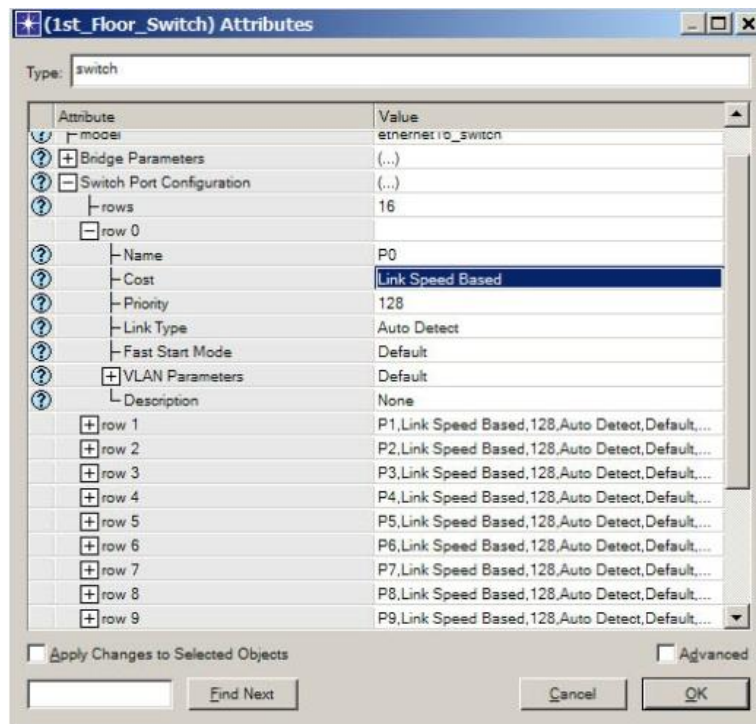 (1st_Floor_Switch) Attributes
Type: switch
Attribute Value
model ethernet16_switch
Bridge Parameters (...)
Switch Port Configuration (...)
rows 16
row 0
Name P0
Cost Link Speed Based
Priority 128
Link Type Auto Detect
Fast Start Mode Default
VLAN Parameters Default
Description None
row 1 P1,Link Speed Based,128,Auto Detect,Default,...
row 2 P2,Link Speed Based,128,Auto Detect,Default,...
row 3 P3,Link Speed Based,128,Auto Detect,Default,...
row 4 P4,Link Speed Based,128,Auto Detect,Default,...
row 5 P5,Link Speed Based,128,Auto Detect,Default,...
row 6 P6,Link Speed Based,128,Auto Detect,Default,...
row 7 P7,Link Speed Based,128,Auto Detect,Default,...
row 8 P8,Link Speed Based,128,Auto Detect,Default,...
row 9 P9,Link Speed Based,128,Auto Detect,Default,...
Apply Changes to Selected Objects Advanced
Find Next Cancel OK